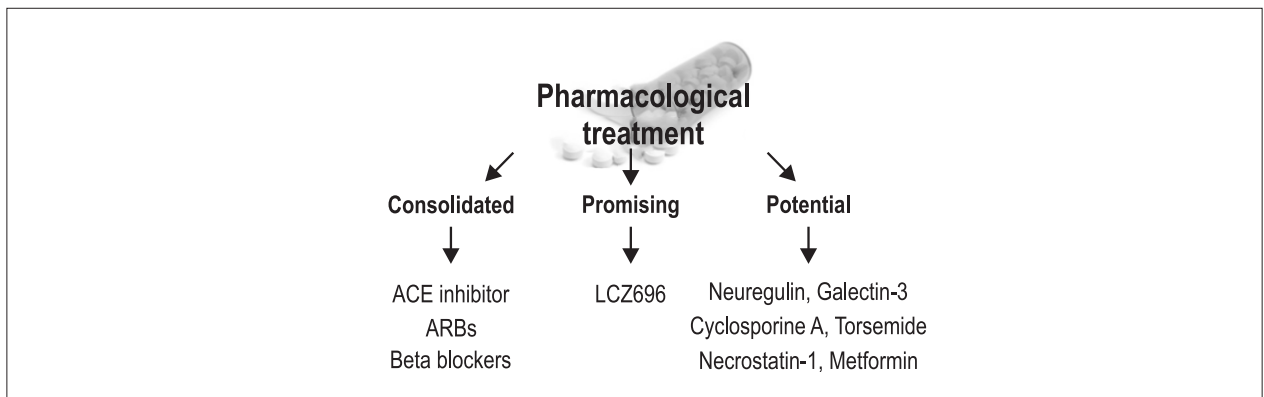 Pharmacological
treatment
Consolidated
Promising
Potential
ACE inhibitor
ARBs
Beta blockers
LCZ696
Neuregulin, Galectin-3
Cyclosporine A, Torsemide
Necrostatin-1, Metformin